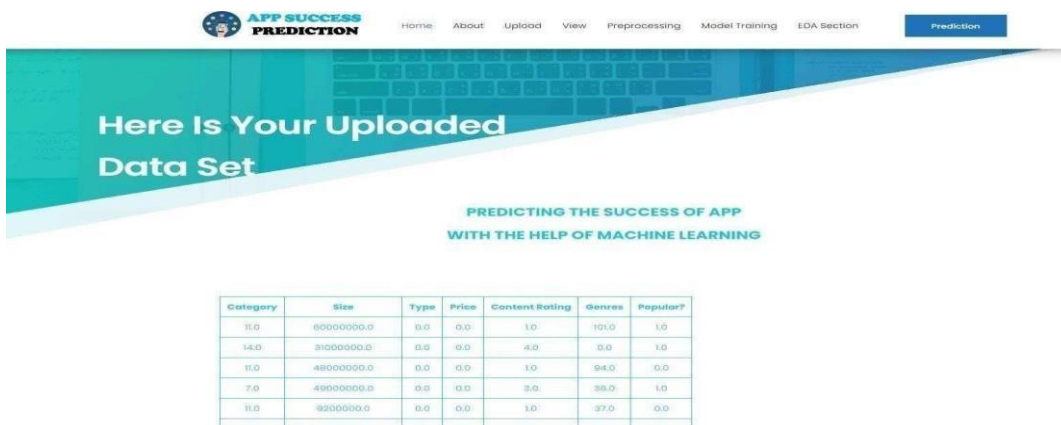 APP SUCCESS
PREDICTION
Home About Upload View Preprocessing Model Training EDA Section Prediction
Here Is Your Uploaded
Data Set
PREDICTING THE SUCCESS OF APP
WITH THE HELP OF MACHINE LEARNING
Category Size Type Price Content Rating Genres Popular?
11.0 60000000.0 0.0 0.0 1.0 101.0 1.0
14.0 31000000.0 0.0 0.0 4.0 0.0 1.0
11.0 48000000.0 0.0 0.0 1.0 94.0 0.0
7.0 49000000.0 0.0 0.0 3.0 1.0
11.0 0.0 0.0 1.0 37.0 0.0